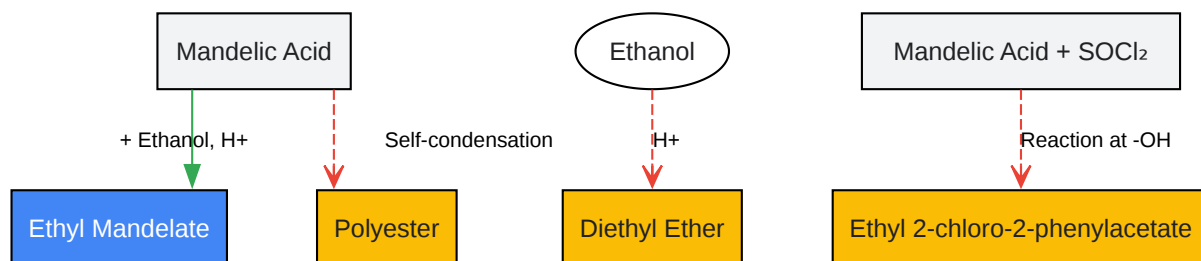 Mandelic Acid
Ethanol
Mandelic Acid + SOCl₂
+ Ethanol, H+
Self-condensation
H+
Reaction at -OH
Ethyl Mandelate
Polyester
Diethyl Ether
Ethyl 2-chloro-2-phenylacetate